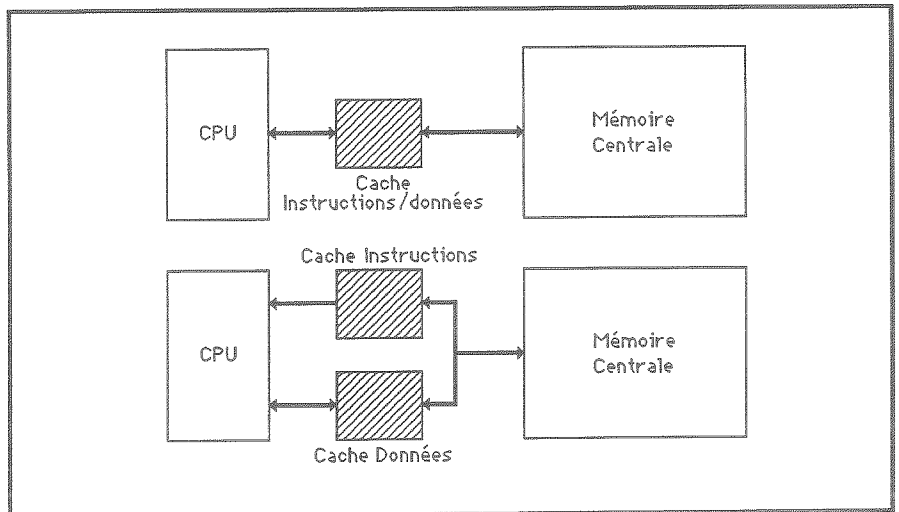 CPU
Cache
Instructions/données
Mémoire
Centrale
Cache Instructions
CPU
Cache Données
Mémoire
Centrale